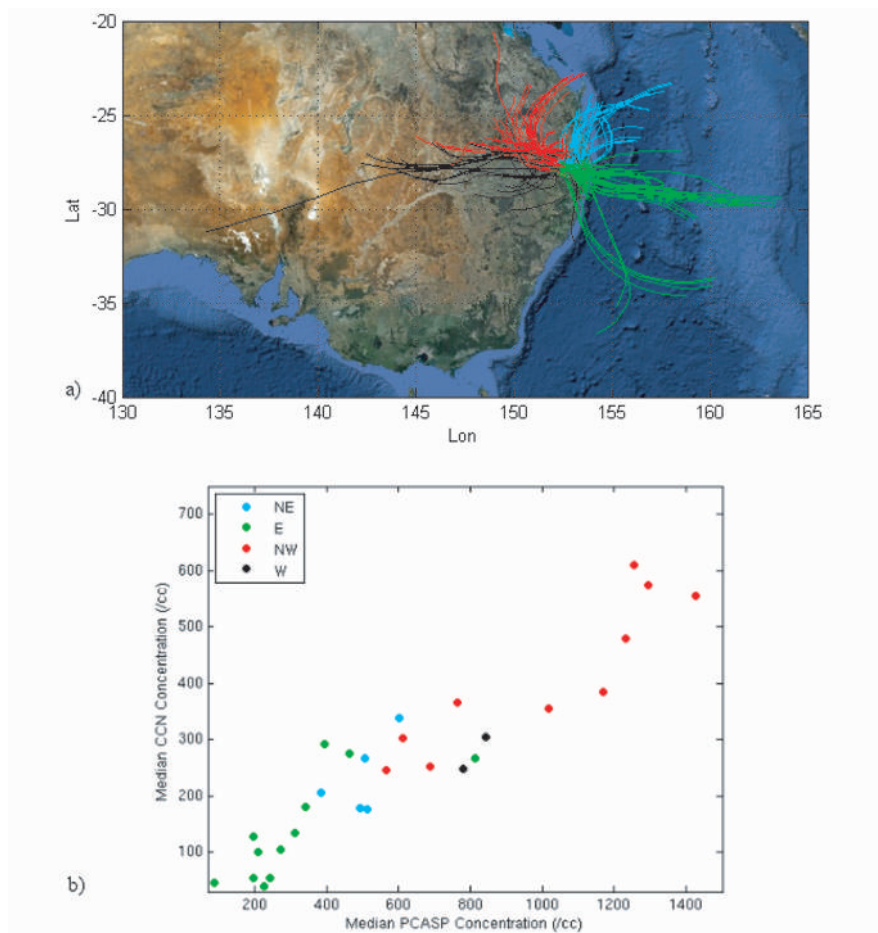 -20
-25
-30
-35
-40
Lat
a)
130 135 140 145 150 155 160 165
Lon
NE
E
NW
W
700
600
500
400
300
200
100
Median CCN Concentration (/cc)
b)
200 400 600 800 1000 1200 1400
Median PCASP Concentration (/cc)